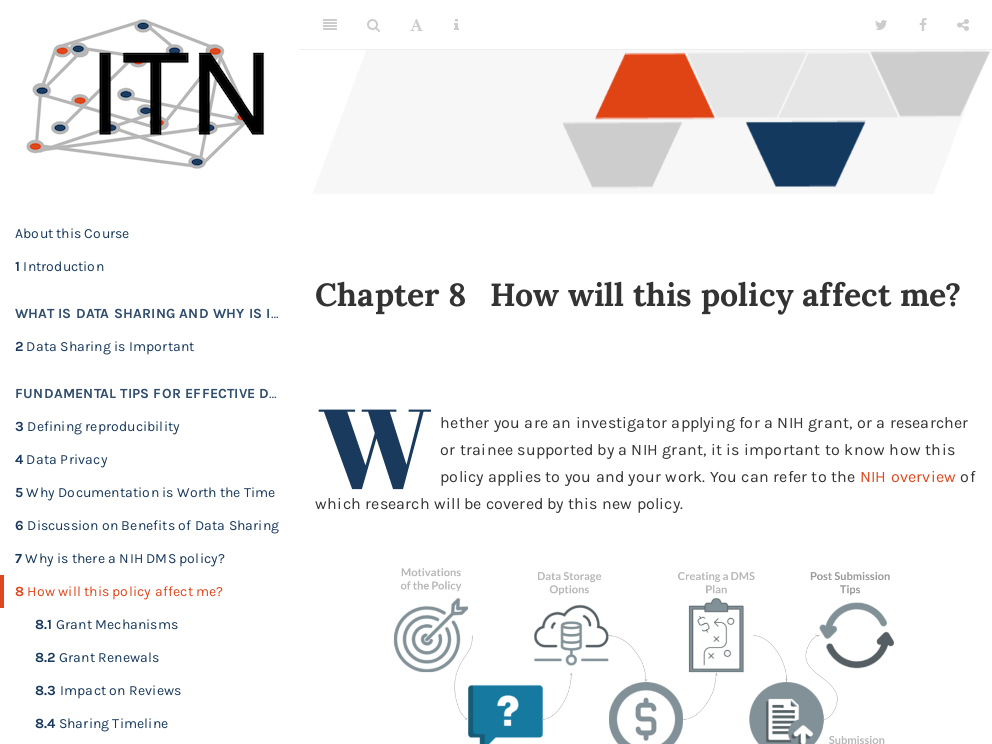 ITN
About this Course
1 Introduction
WHAT IS DATA SHARING AND WHY IS I…
2 Data Sharing is Important
FUNDAMENTAL TIPS FOR EFFECTIVE D…
3 Defining reproducibility
4 Data Privacy
5 Why Documentation is Worth the Time
6 Discussion on Benefits of Data Sharing
7 Why is there a NIH DMS policy?
8 How will this policy affect me?
8.1 Grant Mechanisms
8.2 Grant Renewals
8.3 Impact on Reviews
8.4 Sharing Timeline
Chapter 8 How will this policy affect me?
Whether you are an investigator applying for a NIH grant, or a researcher
or trainee supported by a NIH grant, it is important to know how this
policy applies to you and your work. You can refer to the NIH overview of
which research will be covered by this new policy.
Motivations
of the Policy
Data Storage
Options
Creating a DMS
Plan
Post Submission
Tips
?
$
Submission